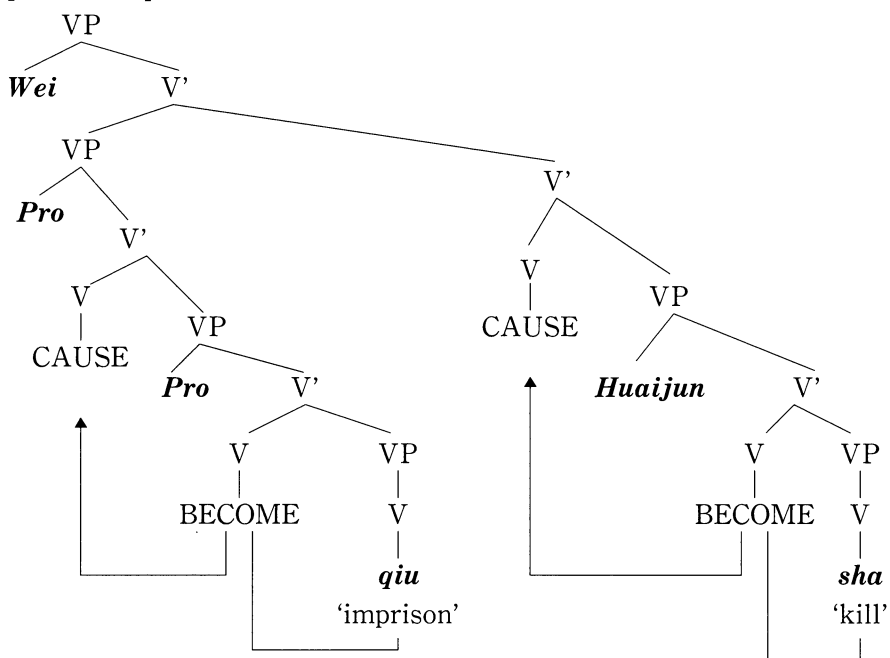 VP
Wei V'
VP
V'
Pro
V'
V
V
VP
VP
CAUSE
CAUSE
Pro V' Huaijun V'
V VP V VP
BECOME V BECOME V
qiu sha
'imprison' 'kill'